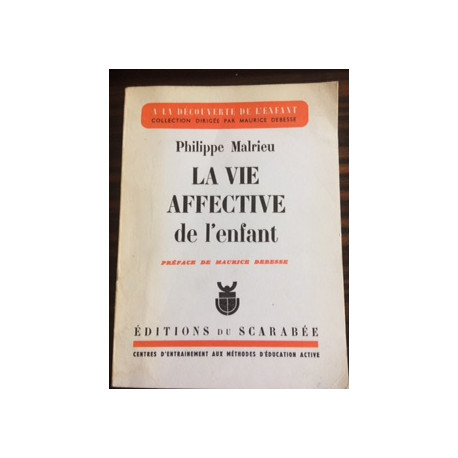 A LA DÉCOUVERTE DE L'ENFANT
COLLECTION DIRIGÉE PAR MAURICE DEBESSE
Philippe Malrieu
LA VIE
AFFECTIVE
de l'enfant
PRÉFACE DE MAURICE DEBESSE
ÉDITIONS DU SCARABÉE
CENTRES D'ENTRAINEMENT AUX MÉTHODES D'ÉDUCATION ACTIVE